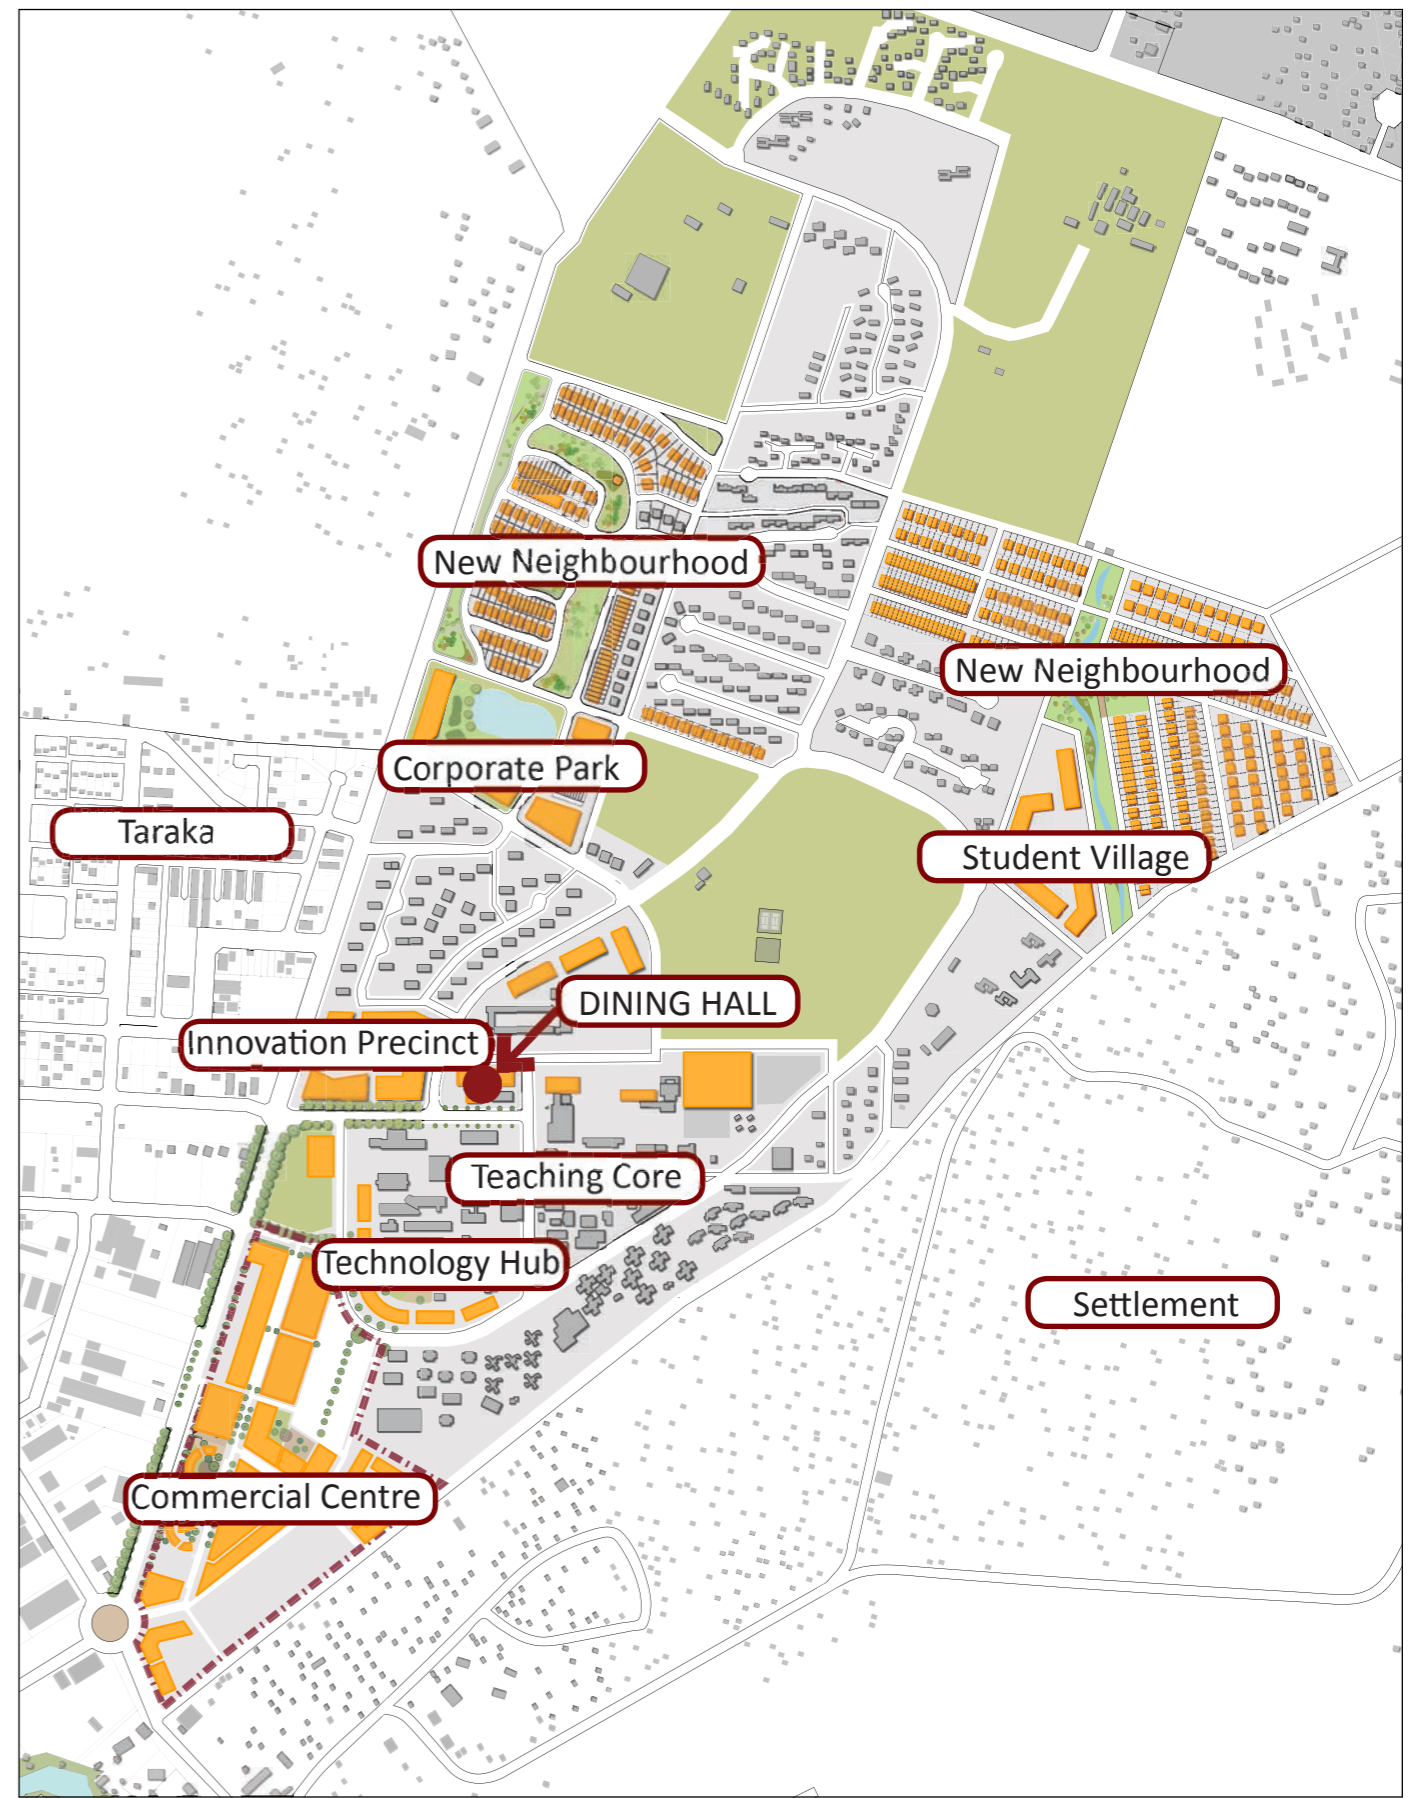 New Neighbourhood
New Neighbourhood
Corporate Park
Taraka
Student Village
DINING HALL
Innovation Precinct
Teaching Core
Technology Hub
Settlement
Commercial Centre